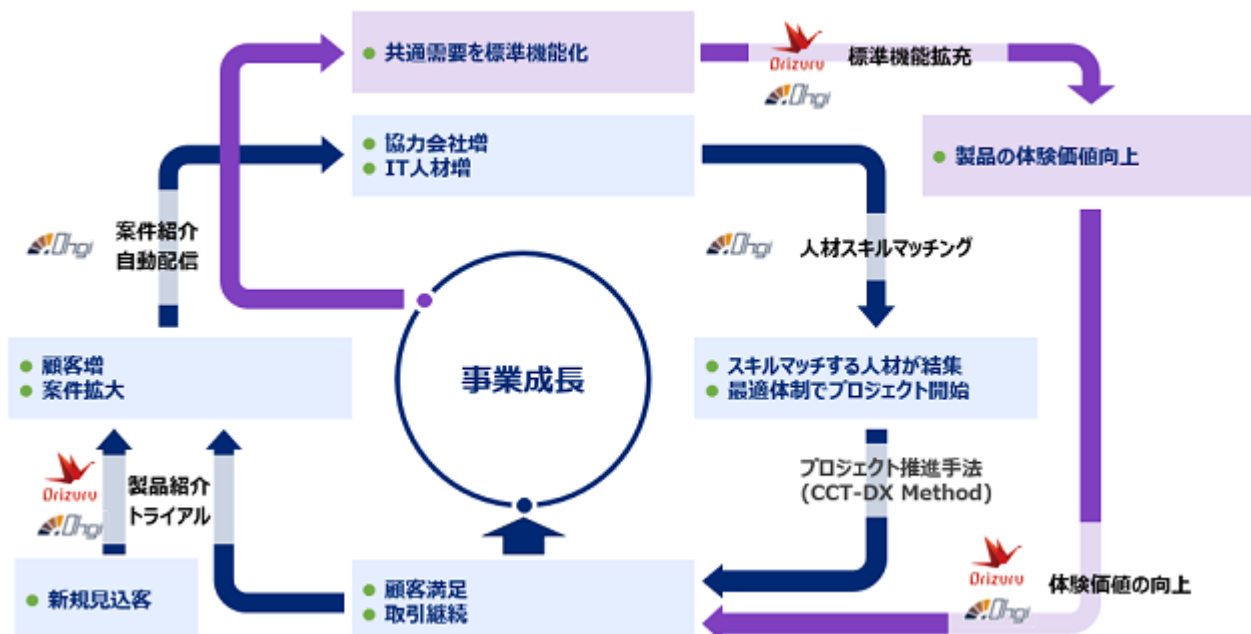 共通需要を標準機能化
Orizuru
Ohgi
標準機能拡充
協力会社増
IT人材増
製品の体験価値向上
Ohgi
案件紹介
自動配信
Ohgi
人材スキルマッチング
顧客増
案件拡大
事業成長
スキルマッチする人材が結集
最適体制でプロジェクト開始
Orizuru
Ohgi
製品紹介
トライアル
プロジェクト推進手法
(CCT-DX Method)
新規見込客
顧客満足
取引継続
Orizuru
Ohgi
体験価値の向上